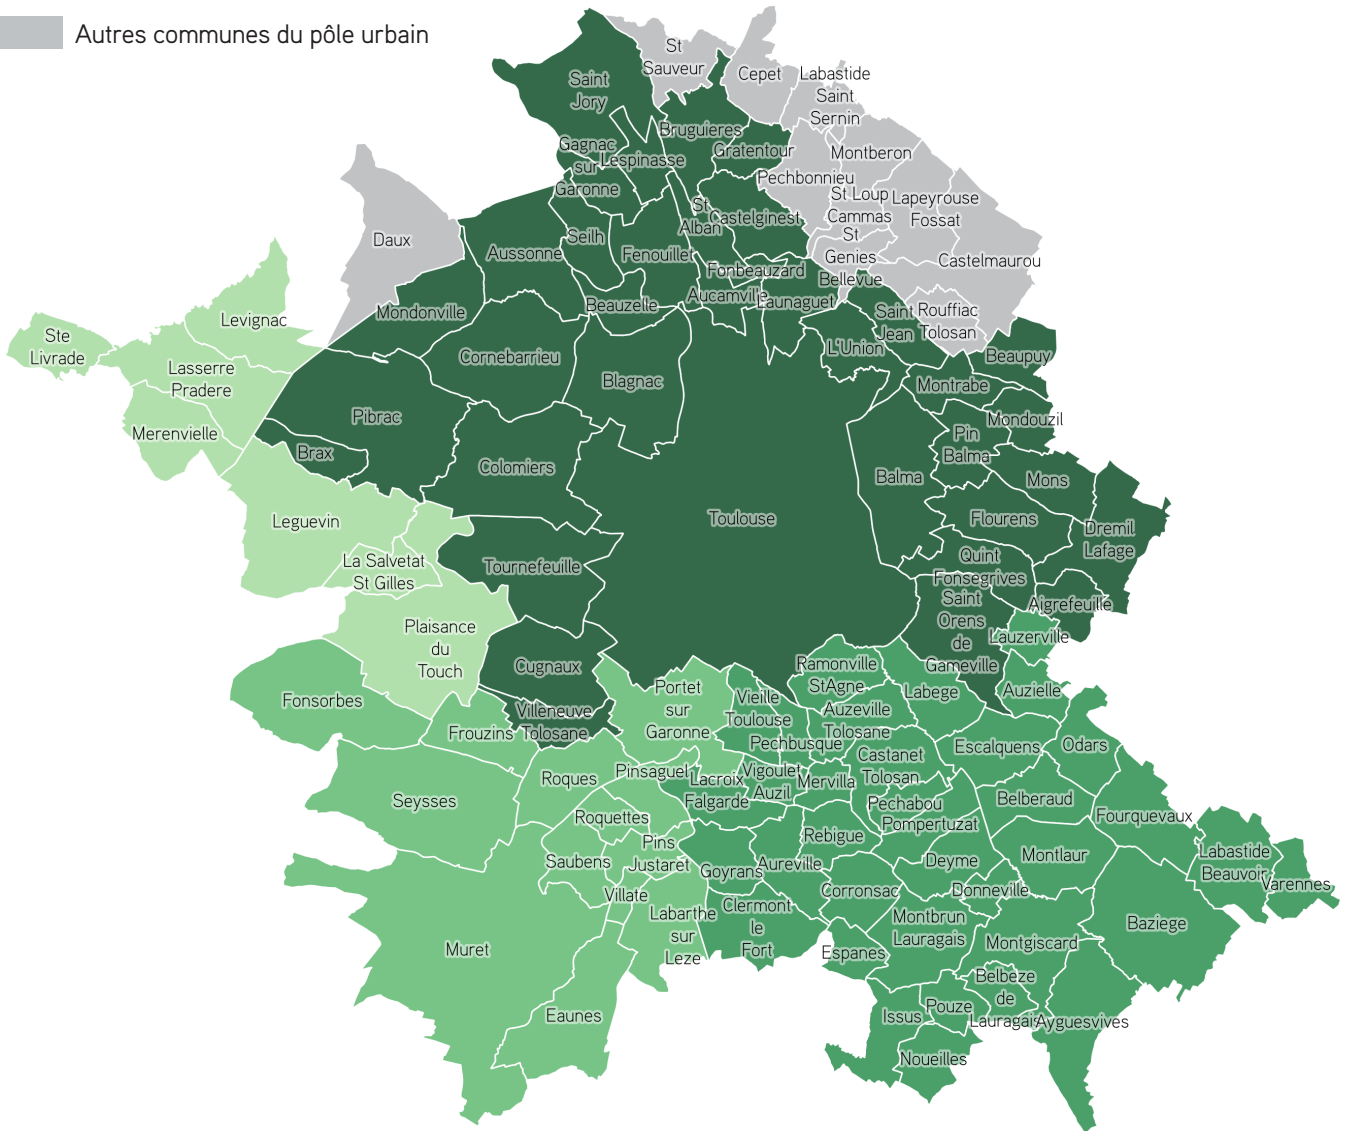 Autres communes du pôle urbain
St
Sauveur
Cepet
Labastide
Saint
Sernin
Saint
Jory
Bruguieres
Gratentour
Montberon
Gagnac
sur
Garonne
Lespinasse
Pechbonnieu
St Loup
Cammas
Lapeyrouse
Fossat
St
Alban
Castelginest
Daux
Seilh
Aussonne
Fenouillet
St
Genies
Bellevue
Castelmaurou
Fonbeauzard
Aucamville
Launaguet
Beauzelle
Mondonville
Levignac
Saint
Jean
Rouffiac
Tolosan
Ste
Livrade
L'Union
Beaupuy
Cornebarrieu
Lasserre
Pradere
Blagnac
Montrabe
Pibrac
Mondouzil
Merenvielle
Pin
Balma
Brax
Colomiers
Balma
Mons
Leguevin
Toulouse
Flourens
Dremil
Lafage
La Salvetat
St Gilles
Tournefeuille
Quint
Fonsegrives
Saint
Orens
de
Gameville
Aigrefeuille
Lauzerville
Plaisance
du
Touch
Cugnaux
Ramonville
StAgne
Labege
Auzielle
Fonsorbes
Portet
sur
Garonne
Vieille
Toulouse
Auzeville
Tolosane
Villeneuve
Tolosane
Frouzins
Pechbusque
Escalquens
Odars
Castanet
Tolosan
Roques
Pinsaguel
Lacroix
Falgarde
Vigoulet
Auzil
Mervilla
Seysses
Belberaud
Pechabou
Fourquevaux
Roquettes
Pompertuzat
Rebigue
Pins
Justaret
Saubens
Goyrans
Aureville
Deyme
Montlaur
Labastide
Beauvoir
Varennes
Villate
Corronsac
Donneville
Labarthe
sur
Leze
Clermont
le
Fort
Montbrun
Lauragais
Baziege
Muret
Espanes
Montgiscard
Belbeze
de
Lauragais
Eaunes
Issus
Pouze
Ayguesvives
Noueilles